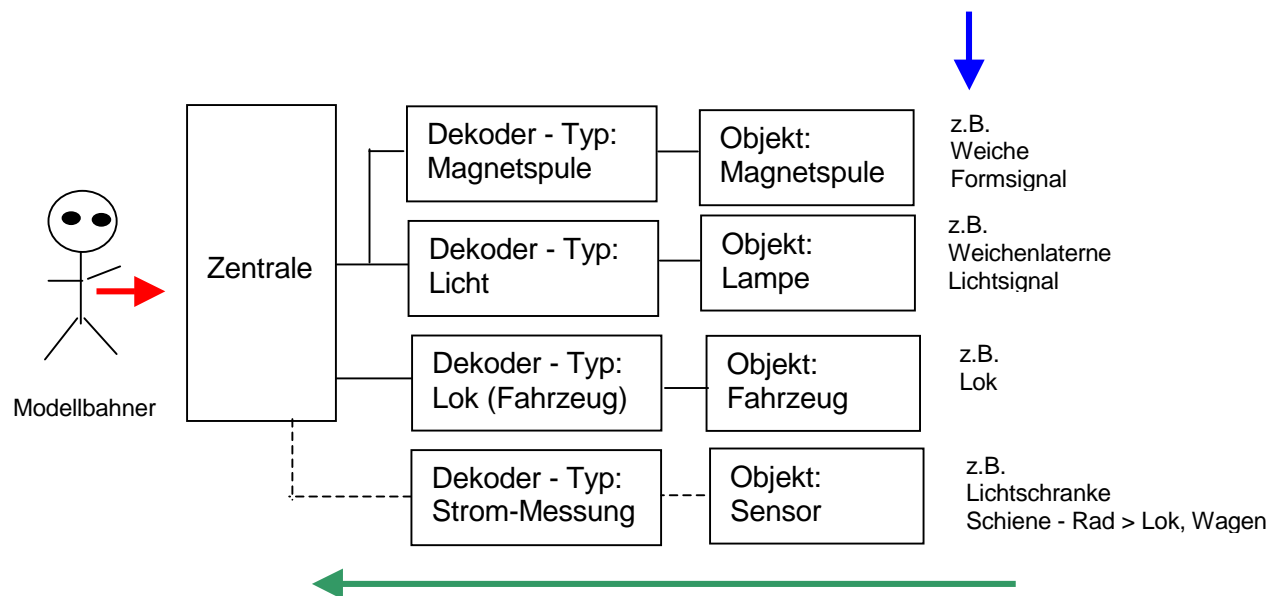 Modellbahner
Zentrale
Dekoder - Typ:
Magnetspule
Objekt:
Magnetspule
z.B.
Weiche
Formsignal
Dekoder - Typ:
Licht
Objekt:
Lampe
z.B.
Weichenlaterne
Lichtsignal
Dekoder - Typ:
Lok (Fahrzeug)
Objekt:
Fahrzeug
z.B.
Lok
Dekoder - Typ:
Strom-Messung
Objekt:
Sensor
z.B.
Lichtschranke
Schiene - Rad > Lok, Wagen